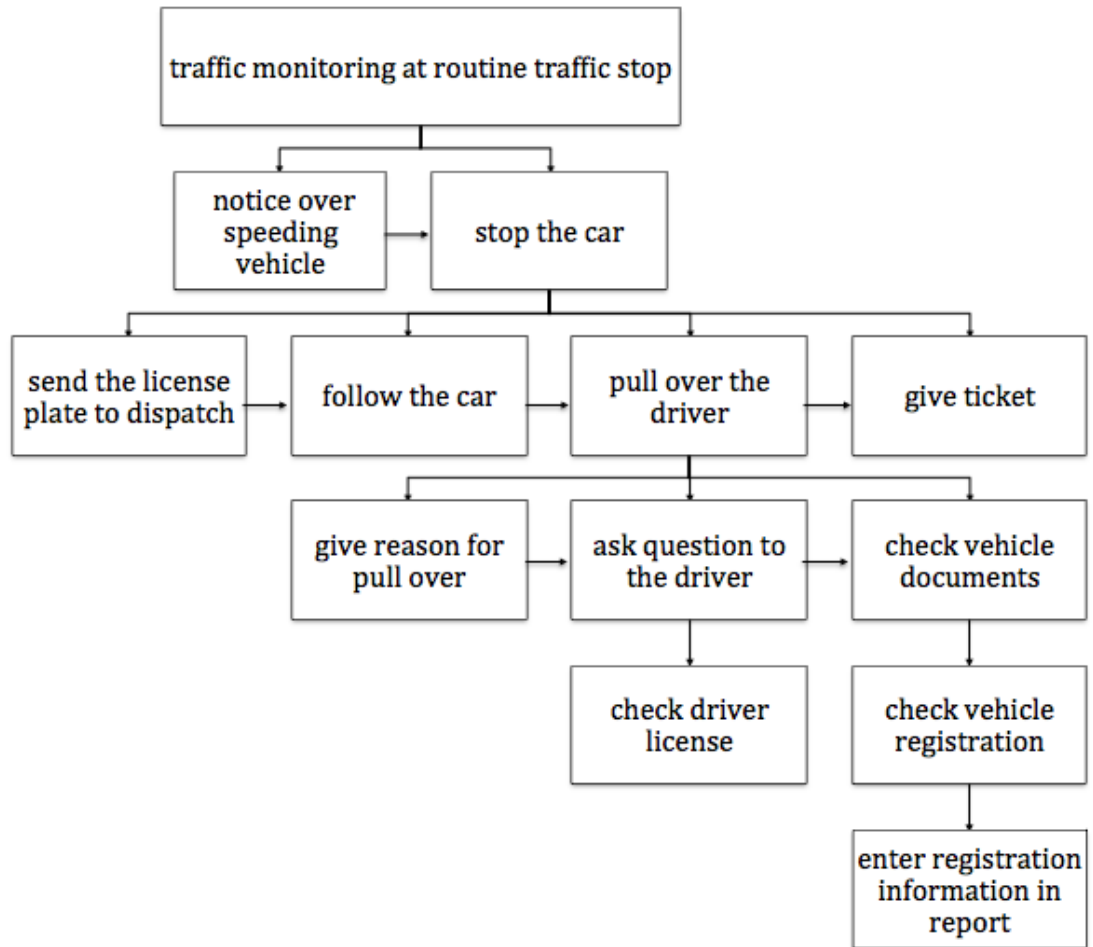 traffic monitoring at routine traffic stop
notice over
speeding
vehicle
stop the car
send the license
plate to dispatch
follow the car
pull over the
driver
give ticket
give reason for
pull over
ask question to
the driver
check vehicle
documents
check driver
license
check vehicle
registration
enter registration
information in
report